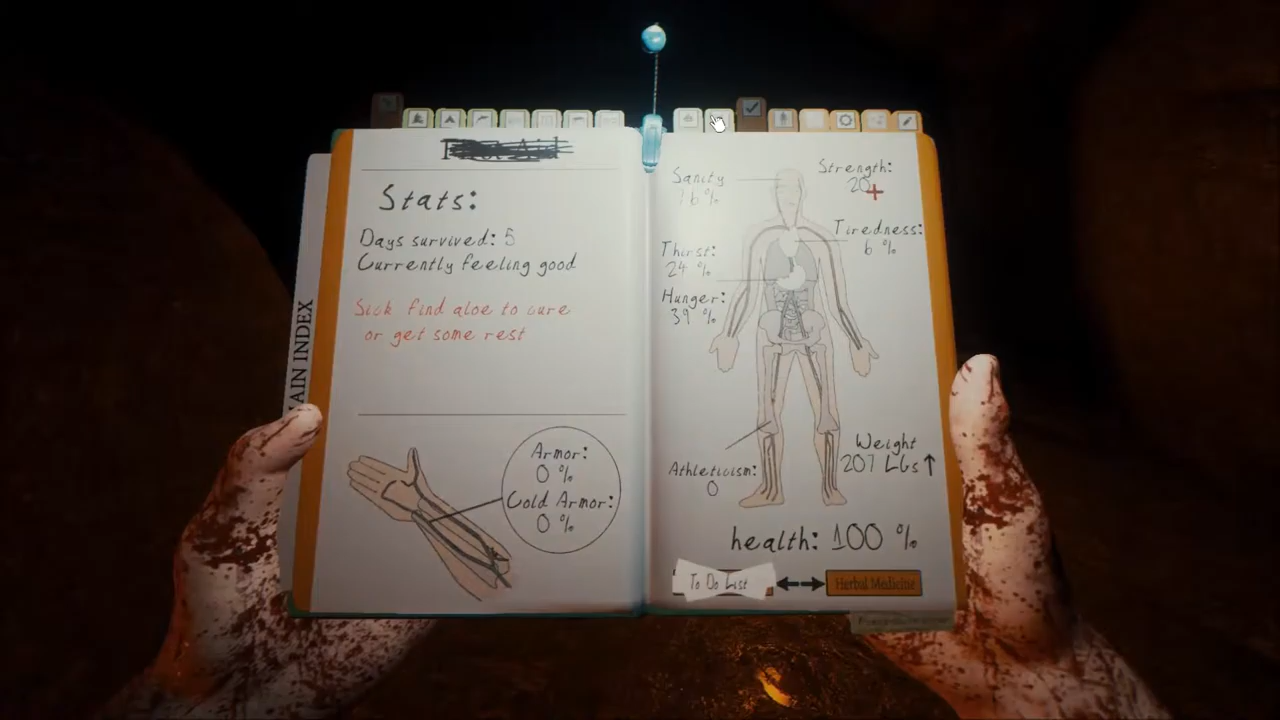 Stats:
Days survived: 5
Currently feeling good
Sick find aloe to cure
or get some rest
Armor:
0 %
Cold Armor:
0 %
MAIN INDEX
Sanity
16 %
Strength:
20+
Tiredness:
6 %
Thirst:
24 %
Hunger:
39 %
Athleticism:
0
Weight
207 LGs
health: 100 %
To Do List
Herbal Medicine